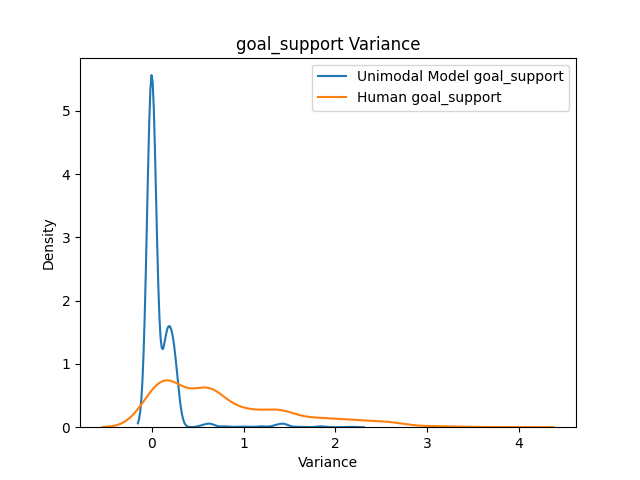 goal_support Variance
Unimodal Model goal_support
Human goal_support
Density
5
4
3
2
1
0
0 1 2 3 4
Variance